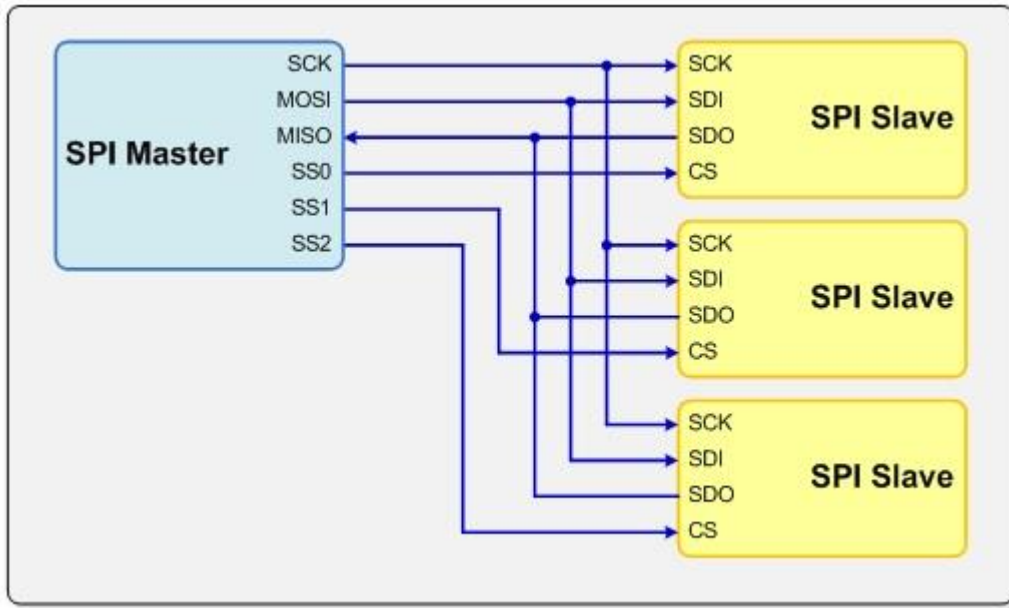 SCK
MOSI
MISO
SPI Master
SS0
SS1
SS2
SCK
SDI
SPI Slave
SDO
CS
SCK
SDI
SPI Slave
SDO
CS
SCK
SDI
SPI Slave
SDO
CS